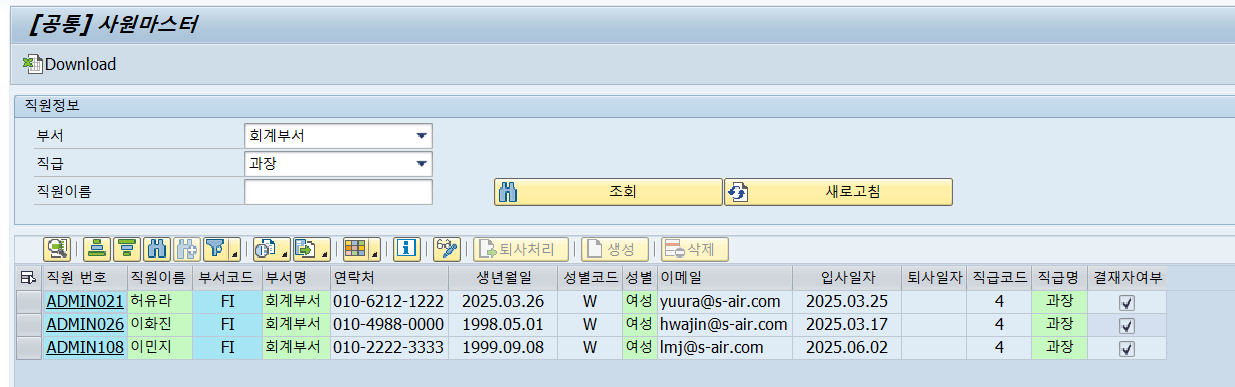 [공통] 사원마스터
Download
직원정보
부서 회계부서
직급 과장
직원이름 조회 새로고침
퇴사처리 생성 삭제
직원 번호 직원이름 부서코드 부서명 연락처 생년월일 성별코드 성별 이메일 입사일자 퇴사일자 직급코드 직급명 결재자여부
ADMIN021 허유라 FI 회계부서 010-6212-1222 2025.03.26 W 여성 yuura@s-air.com 2025.03.25 4 과장
ADMIN026 이화진 FI 회계부서 010-4988-0000 1998.05.01 W 여성 hwajin@s-air.com 2025.03.17 4 과장
ADMIN108 이민지 FI 회계부서 010-2222-3333 1999.09.08 W 여성 lmj@s-air.com 2025.06.02 4 과장